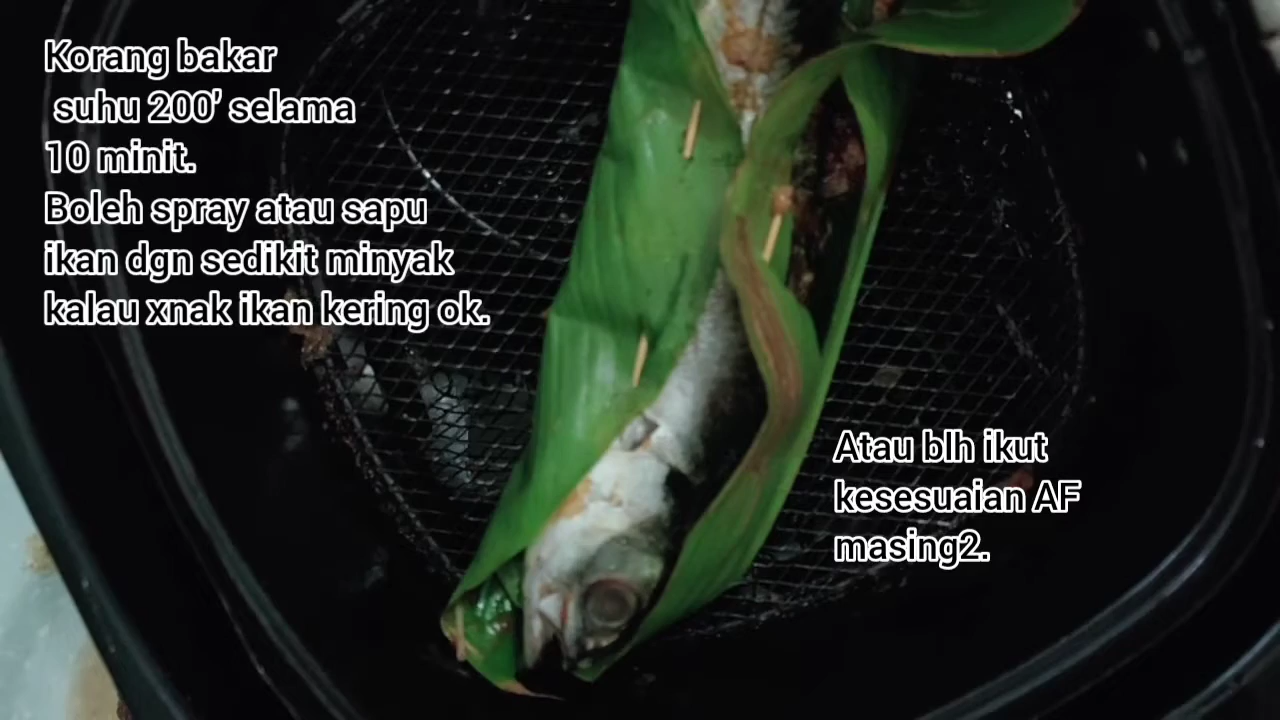 Korang bakar
suhu 200' selama
10 minit.
Boleh spray atau sapu
ikan dgn sedikit minyak
kalau xnak ikan kering ok.
Atau blh ikut
kesesuaian AF
masing2.